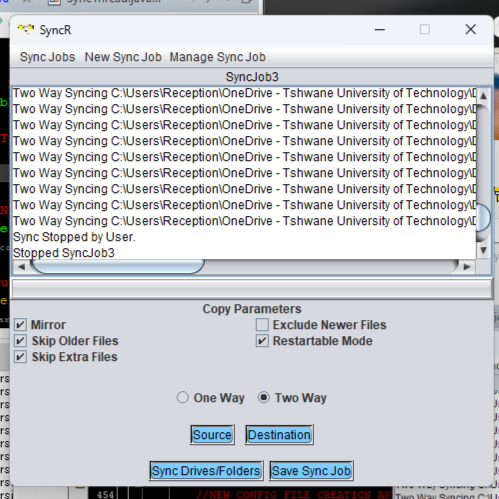 SyncR
Sync Jobs New Sync Job Manage Sync Job
SyncJob3
Two Way Syncing C:\Users\Reception\OneDrive - Tshwane University of Technology\D
Two Way Syncing C:\Users\Reception\OneDrive - Tshwane University of Technology\D
Two Way Syncing C:\Users\Reception\OneDrive - Tshwane University of Technology\D
Two Way Syncing C:\Users\Reception\OneDrive - Tshwane University of Technology\D
Two Way Syncing C:\Users\Reception\OneDrive - Tshwane University of Technology\D
Two Way Syncing C:\Users\Reception\OneDrive - Tshwane University of Technology\D
Two Way Syncing C:\Users\Reception\OneDrive - Tshwane University of Technology\D
Two Way Syncing C:\Users\Reception\OneDrive - Tshwane University of Technology\D
Two Way Syncing C:\Users\Reception\OneDrive - Tshwane University of Technology\D
Sync Stopped by User.
Stopped SyncJob3
Copy Parameters
Mirror
Exclude Newer Files
Skip Older Files
Restartable Mode
Skip Extra Files
One Way Two Way
Source Destination
Sync Drives/Folders Save Sync Job
454 //NEW CONFIG FILE CREATION AN
Two Way Syncing C:\U